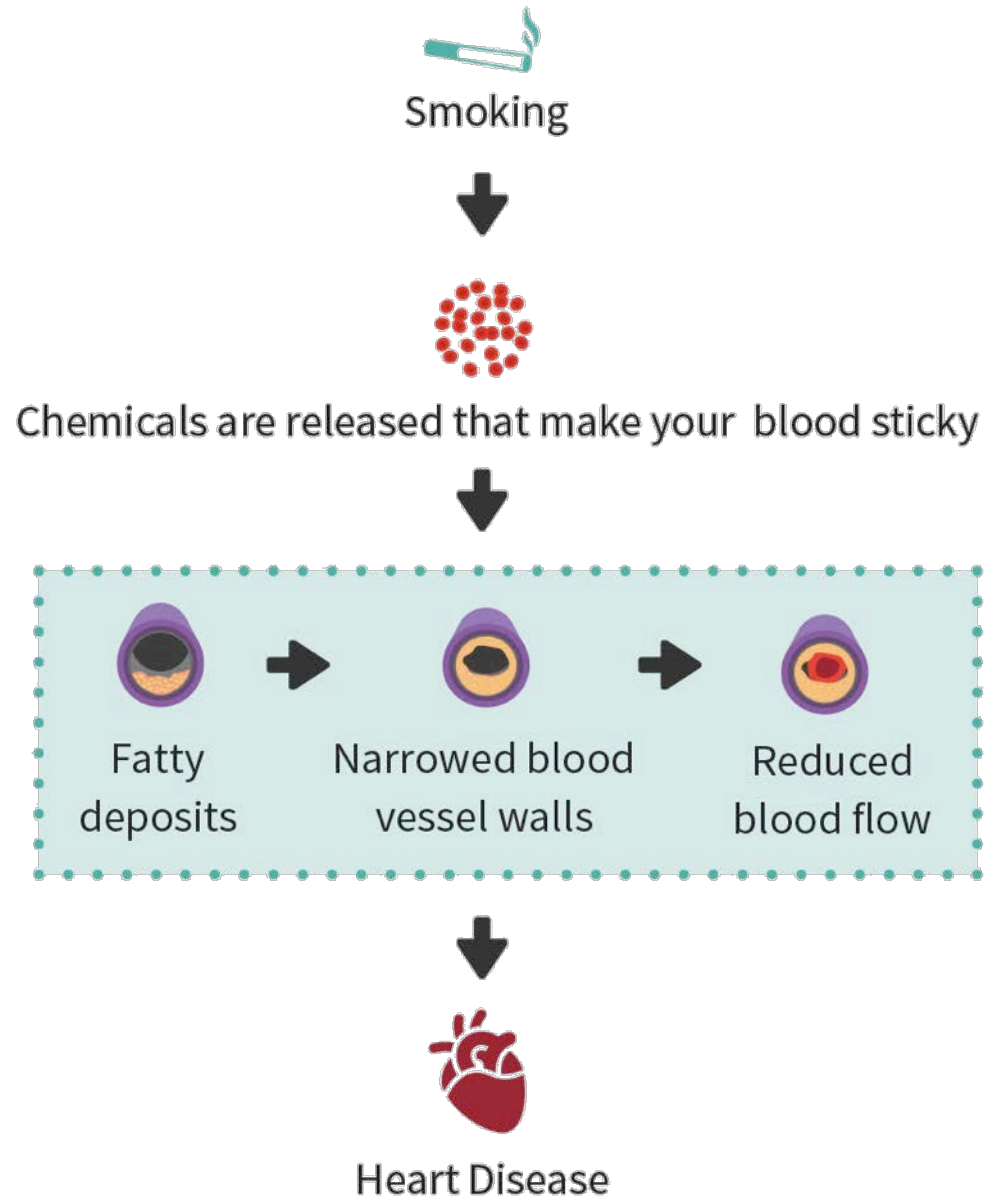 Smoking
Chemicals are released that make your blood sticky
Fatty
deposits
Narrowed blood
vessel walls
Reduced
blood flow
Heart Disease